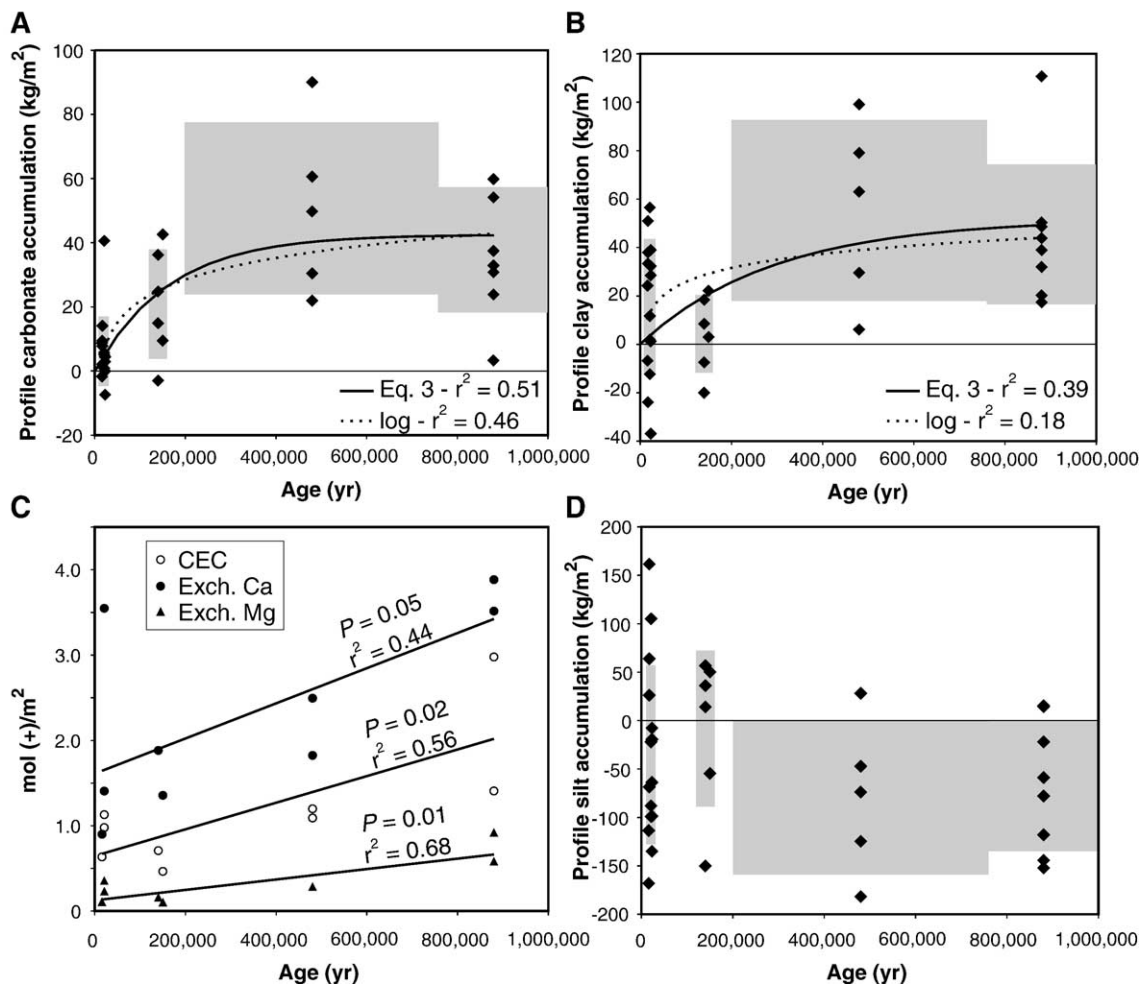 A
Profile carbonate accumulation (kg/m²)
100
80
60
40
20
0
-20
Eq. 3 - r² = 0.51
log - r² = 0.46
0 200,000 400,000 600,000 800,000 1,000,000
Age (yr)
B
Profile clay accumulation (kg/m²)
120
100
80
60
40
20
0
-20
-40
Eq. 3 - r² = 0.39
log - r² = 0.18
0 200,000 400,000 600,000 800,000 1,000,000
Age (yr)
C
mol (+)/m²
4.0
3.0
2.0
1.0
0
CEC
Exch. Ca
Exch. Mg
P = 0.05
r² = 0.44
P = 0.02
r² = 0.56
P = 0.01
r² = 0.68
0 200,000 400,000 600,000 800,000 1,000,000
Age (yr)
D
Profile silt accumulation (kg/m²)
200
150
100
50
0
-50
-100
-150
-200
0 200,000 400,000 600,000 800,000 1,000,000
Age (yr)